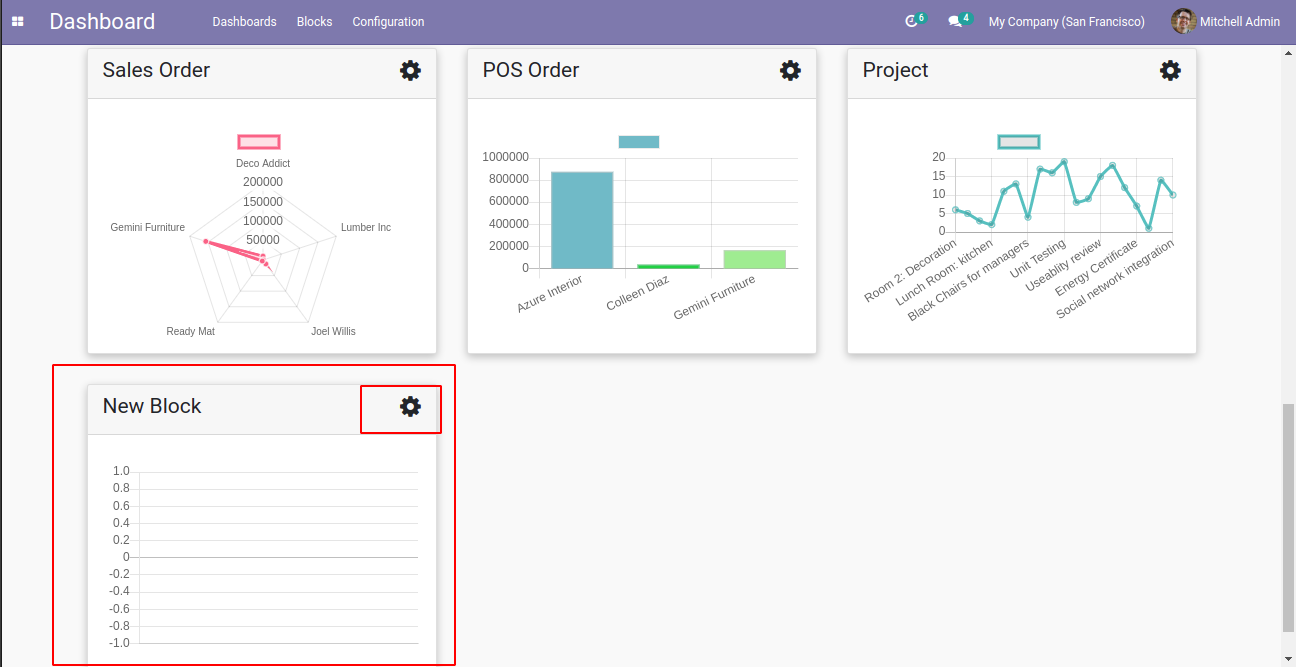 Dashboard
Dashboards
Blocks
Configuration
6
4
My Company (San Francisco)
Mitchell Admin
Sales Order
Deco Addict
200000
150000
100000
50000
Gemini Furniture
Lumber Inc
Ready Mat
Joel Willis
POS Order
1000000
800000
600000
400000
200000
0
Azure Interior
Colleen Diaz
Gemini Furniture
Project
20
15
10
5
0
Room 2: Decoration
Lunch Room: kitchen
Black Chairs for managers
Unit Testing
Useablity review
Energy Certificate
Social network integration
New Block
1.0
0.8
0.6
0.4
0.2
0
-0.2
-0.4
-0.6
-0.8
-1.0